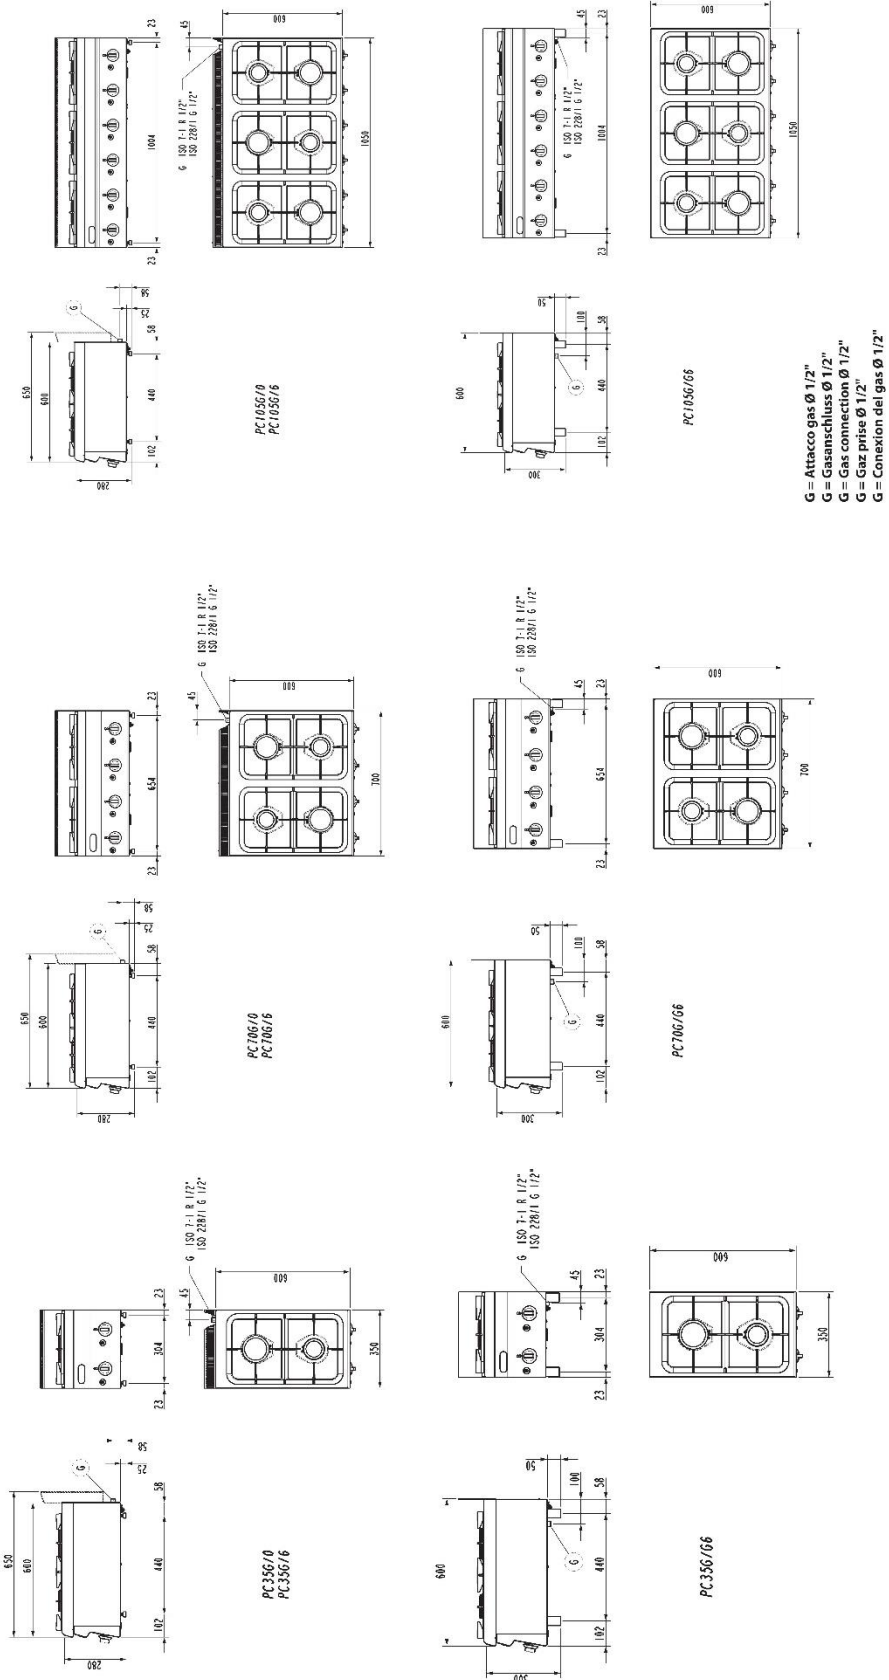 650
600
280
G
58
25
102
440
58
23
304
23
G ISO 7-1 R 1/2"
ISO 228/1 G 1/2"
45
600
350
PC35G/0
PC35G/6
650
600
280
G
58
25
102
440
58
23
654
23
G ISO 7-1 R 1/2"
ISO 228/1 G 1/2"
45
600
700
PC70G/0
PC70G/6
650
600
280
G
58
25
102
440
58
23
1004
23
45
G ISO 7-1 R 1/2"
ISO 228/1 G 1/2"
600
1050
PC105G/0
PC105G/6
600
300
50
G
100
102
440
58
G ISO 7-1 R 1/2"
ISO 228/1 G 1/2"
45
23
304
23
600
350
PC35G/G6
600
300
50
G
100
102
440
58
G ISO 7-1 R 1/2"
ISO 228/1 G 1/2"
45
23
654
23
600
700
PC70G/G6
600
300
50
G
100
102
440
58
G ISO 7-1 R 1/2"
ISO 228/1 G 1/2"
45
23
1004
23
600
1050
PC105G/G6
G = Attacco gas Ø 1/2"
G = Gasanschluss Ø 1/2"
G = Gas connection Ø 1/2"
G = Gaz prise Ø 1/2"
G = Conexion del gas Ø 1/2"